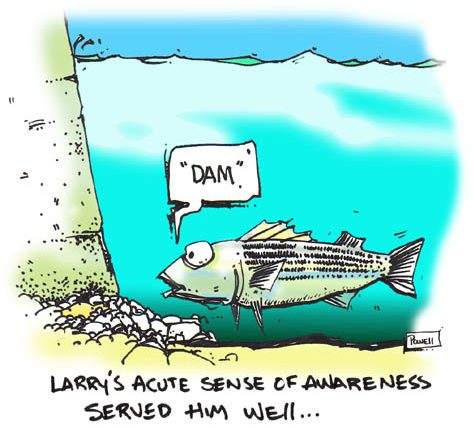 "DAM"
POWEll
LARRY'S ACUTE SENSE OF AWARENESS
SERVED HIM WEll...